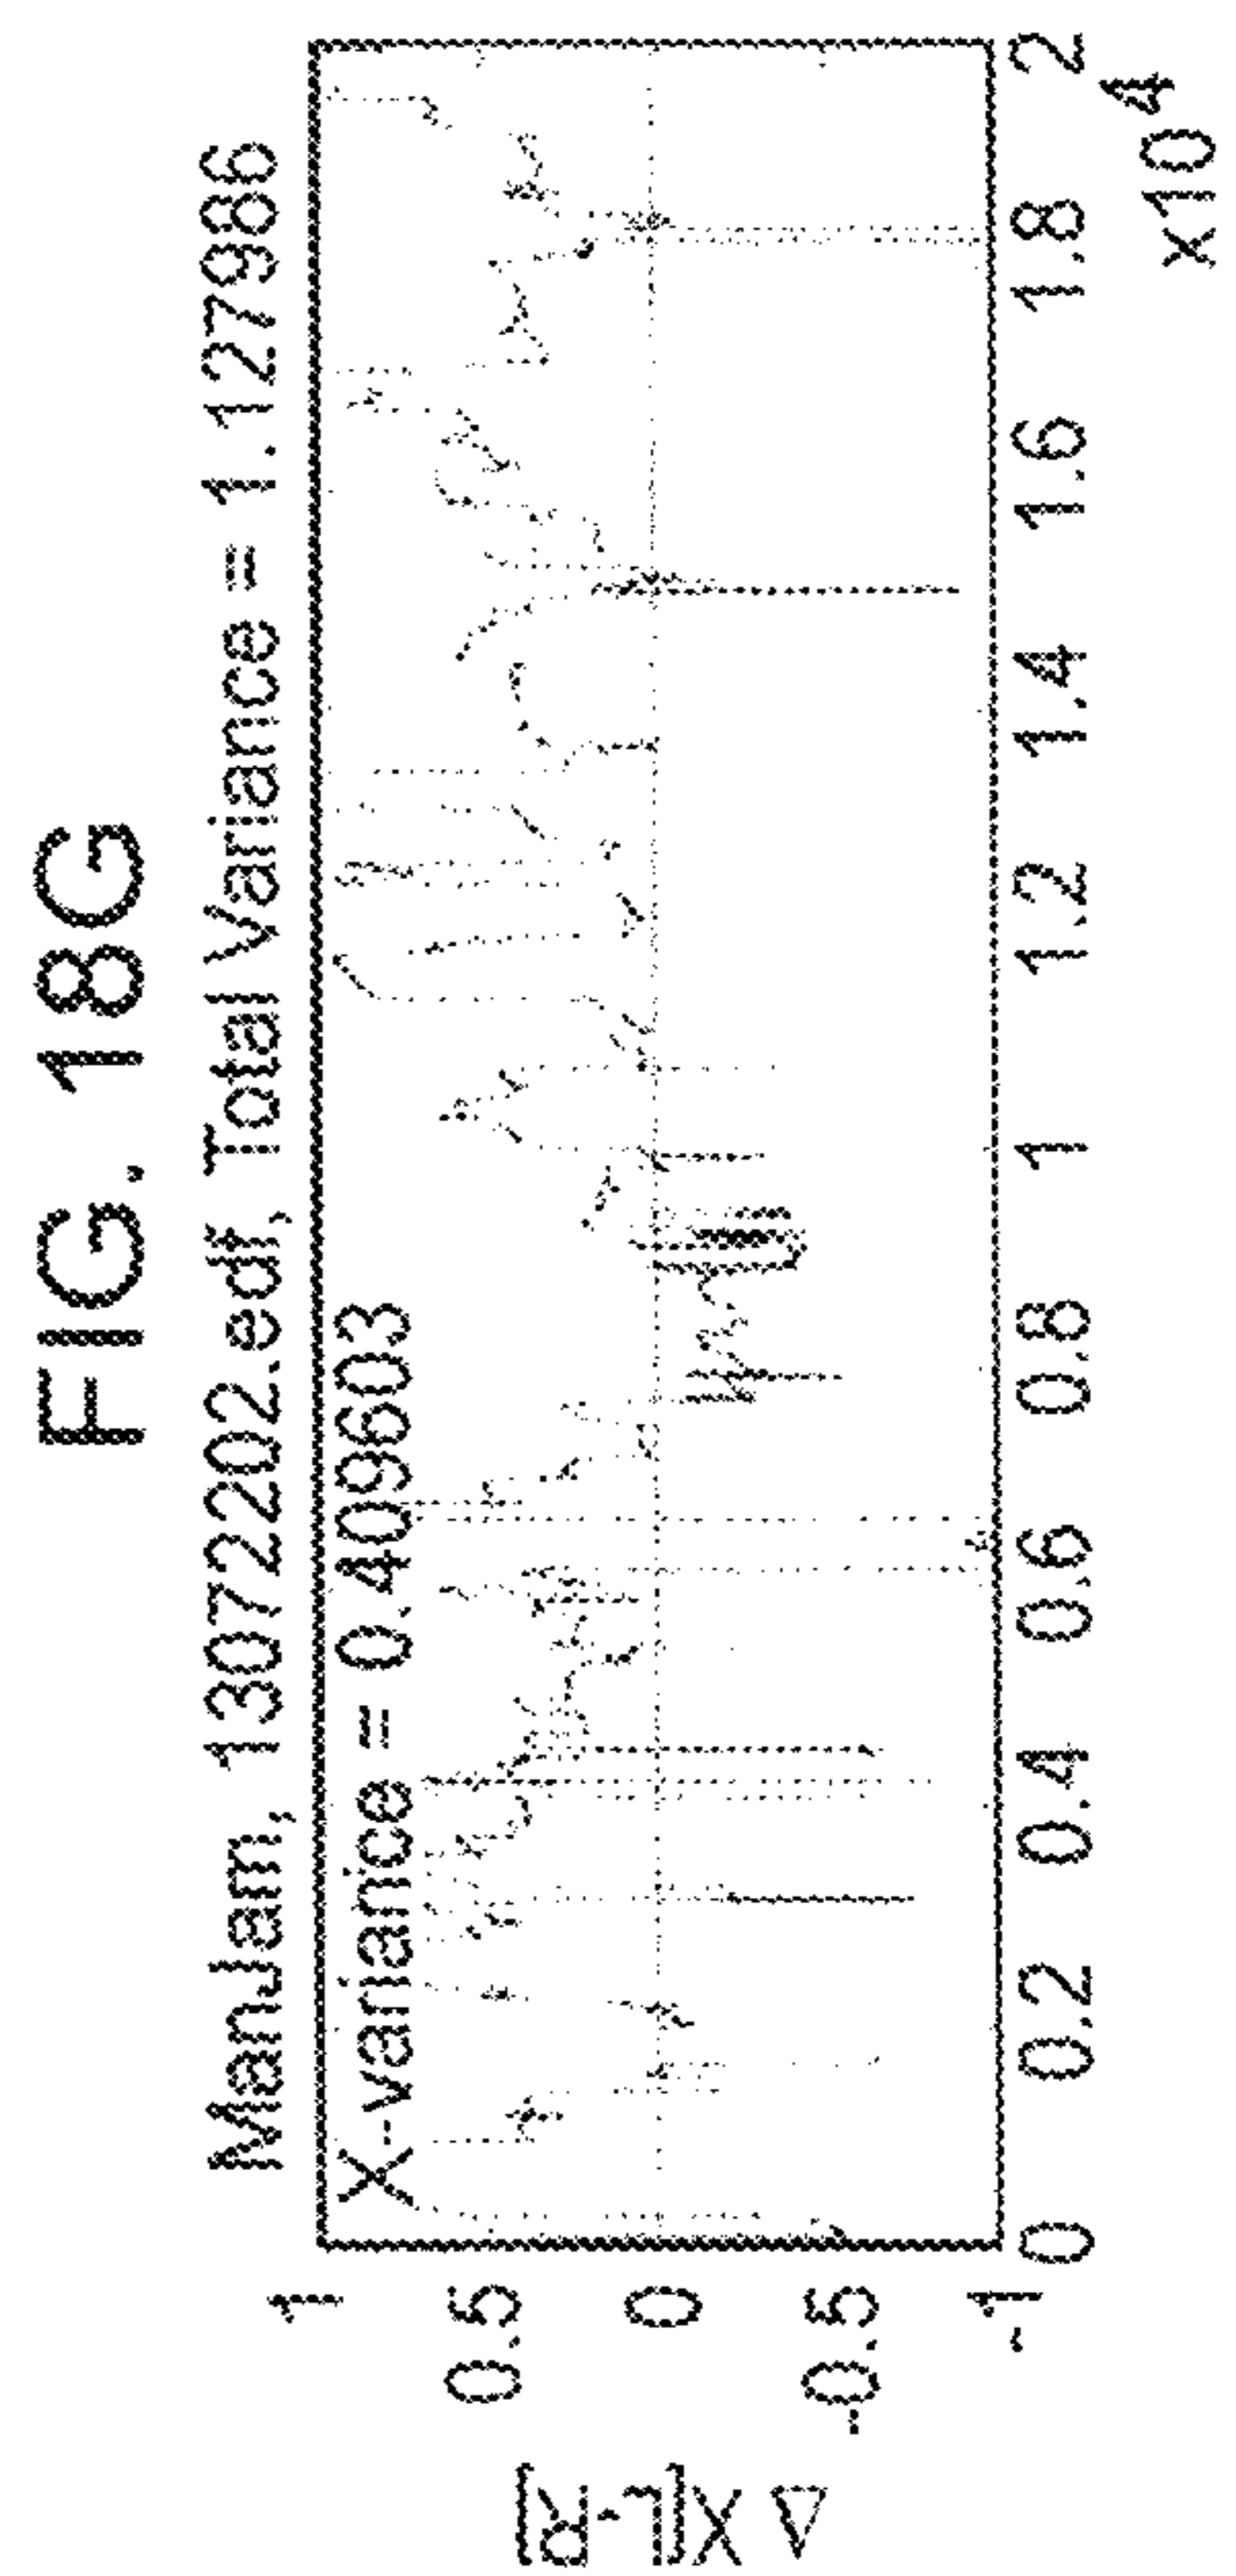 FIG. 18G
ManJam, 13072202.edf, Total Variance = 1.127986
X-variance = 0.409603
Δ X[L-R]
1
0.5
0
-0.5
-1
0 0.2 0.4 0.6 0.8 1 1.2 1.4 1.6 1.8 2
x10⁴